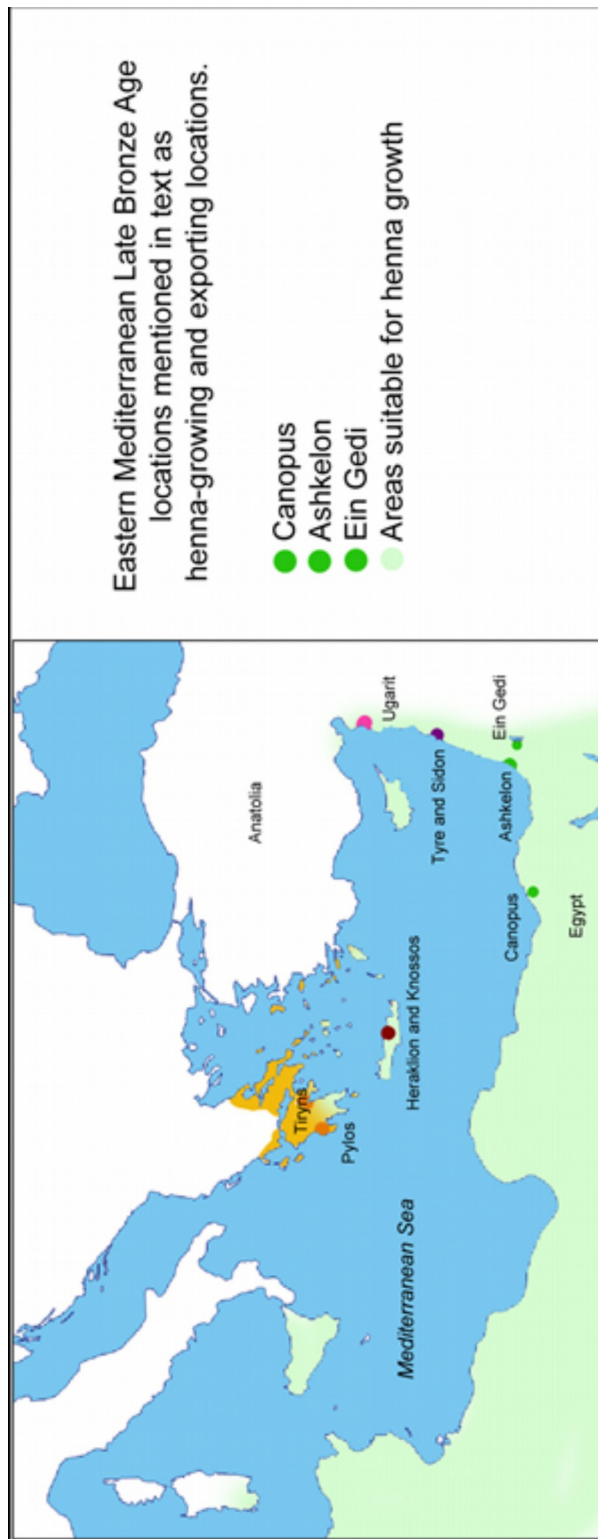 Eastern Mediterranean Late Bronze Age
locations mentioned in text as
henna-growing and exporting locations.
Canopus
Ashkelon
Ein Gedi
Areas suitable for henna growth
Anatolia
Ugarit
Tiryns
Pylos
Heraklion and Knossos
Tyre and Sidon
Mediterranean Sea
Ein Gedi
Ashkelon
Canopus
Egypt